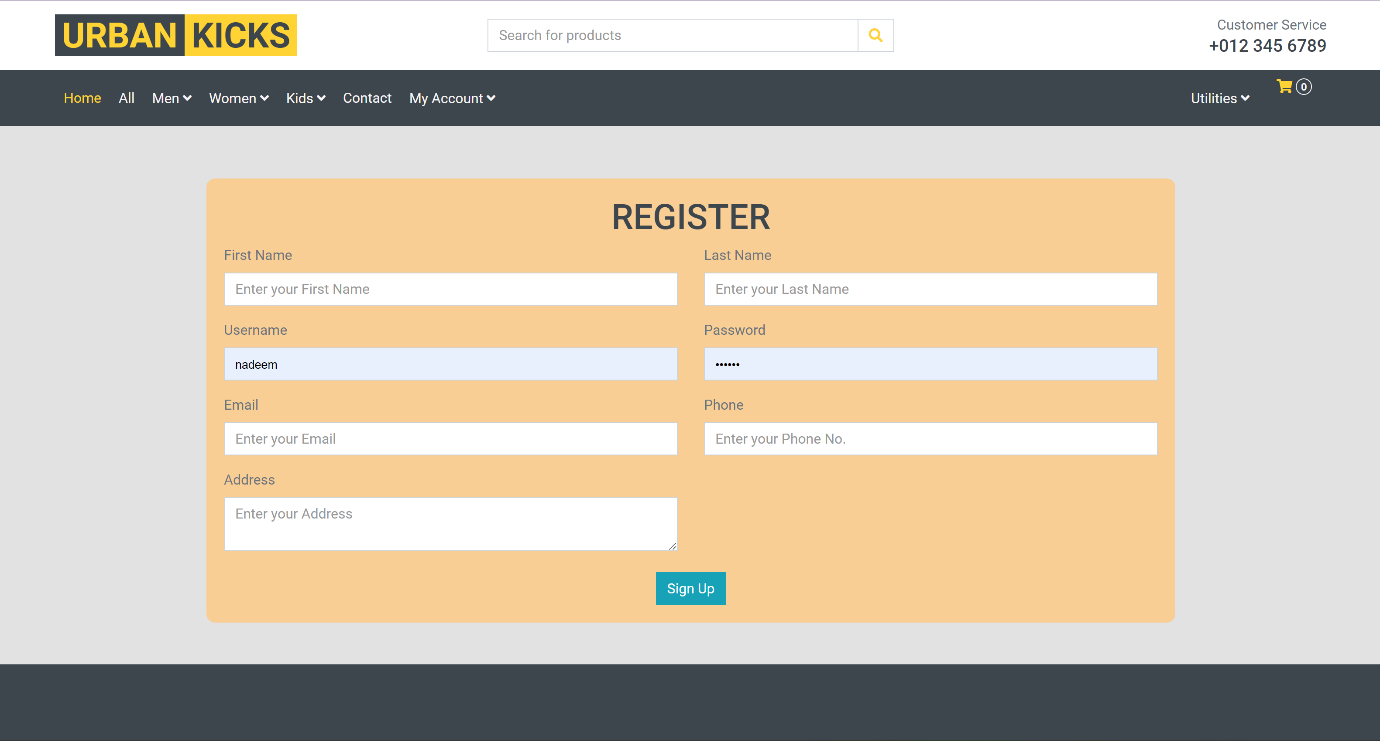 URBAN KICKS
Search for products
Customer Service
+012 345 6789
Home All Men Women Kids Contact My Account Utilities 0
REGISTER
First Name Last Name
Enter your First Name Enter your Last Name
Username Password
nadeem ••••••
Email Phone
Enter your Email Enter your Phone No.
Address
Enter your Address
Sign Up